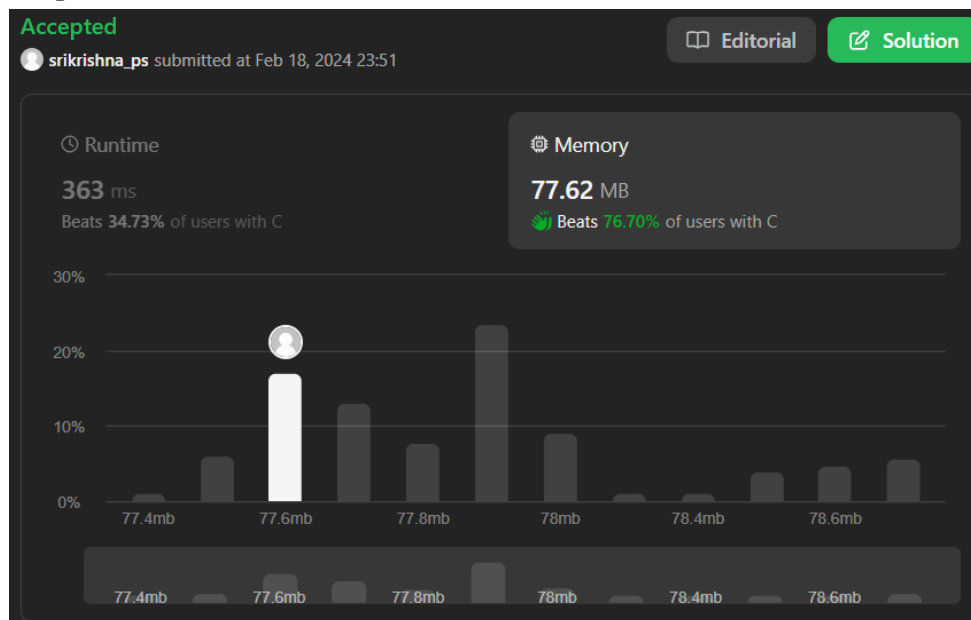 Accepted
Editorial
Solution
srikrishna_ps submitted at Feb 18, 2024 23:51
Runtime
Memory
363 ms
77.62 MB
Beats 34.73% of users with C
Beats 76.70% of users with C
30%
20%
10%
0%
77.4mb 77.6mb 77.8mb 78mb 78.4mb 78.6mb
77.4mb 77.6mb 77.8mb 78mb 78.4mb 78.6mb